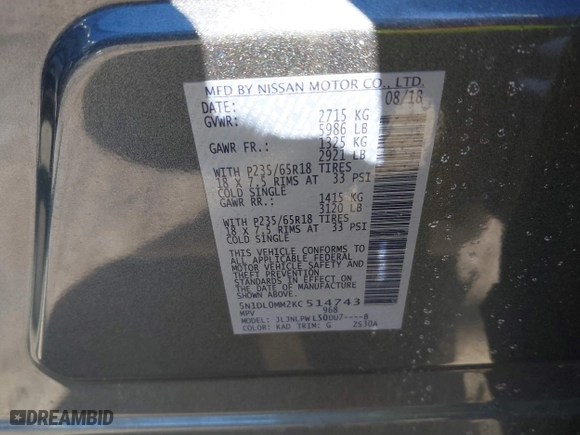 MFD BY NISSAN MOTOR CO., LTD.
DATE: 08/18
GVWR: 2715 KG
5986 LB
GAWR FR.: 1325 KG
2921 LB
WITH P235/65R18 TIRES
18 X 7.5 RIMS AT 33 PSI
COLD SINGLE
GAWR RR.: 1415 KG
3120 LB
WITH P235/65R18 TIRES
18 X 7.5 RIMS AT 33 PSI
COLD SINGLE
THIS VEHICLE CONFORMS TO
ALL APPLICABLE FEDERAL
MOTOR VEHICLE SAFETY AND
THEFT PREVENTION
STANDARDS IN EFFECT ON
THE DATE OF MANUFACTURE
SHOWN ABOVE.
5N1DL0MM2KC514743
MPV 968
MODEL: JLJNLPWL50DU7----B
COLOR: KAD TRIM: G ZS30A
DREAMBID